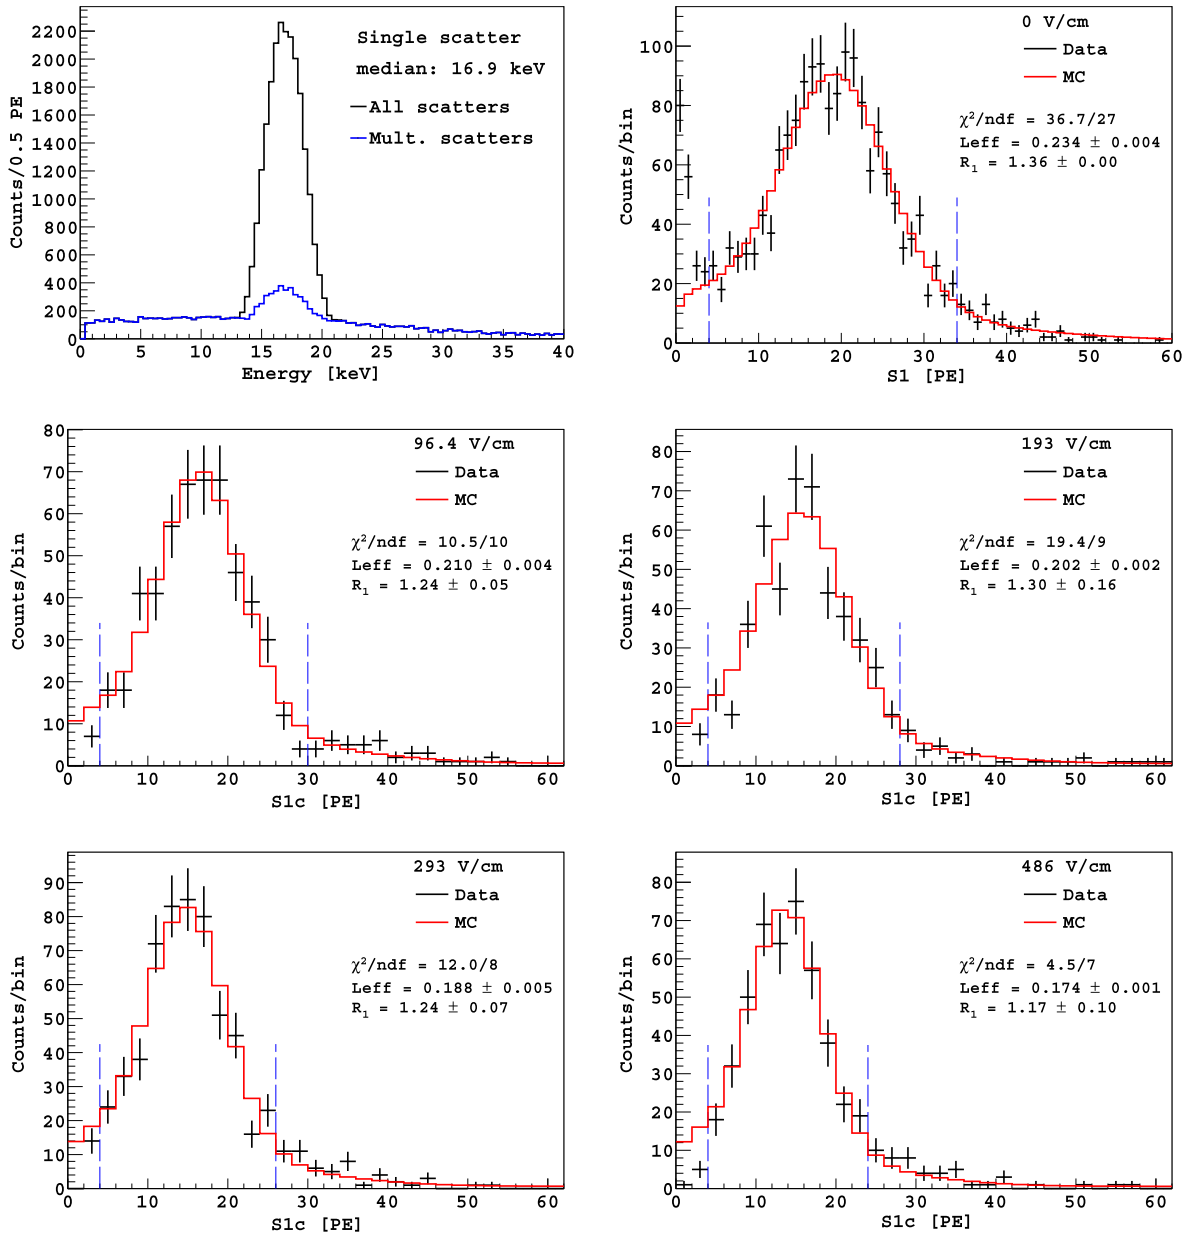 2200
2000
1800
1600
1400
1200
1000
800
600
400
200
0
Counts/0.5 PE
Single scatter
median: 16.9 keV
All scatters
Mult. scatters
0 5 10 15 20 25 30 35 40
Energy [keV]
100
80
60
40
20
0
Counts/bin
0 V/cm
Data
MC
χ²/ndf = 36.7/27
Leff = 0.234 ± 0.004
R₁ = 1.36 ± 0.00
0 10 20 30 40 50 60
S1 [PE]
80
70
60
50
40
30
20
10
0
Counts/bin
96.4 V/cm
Data
MC
χ²/ndf = 10.5/10
Leff = 0.210 ± 0.004
R₁ = 1.24 ± 0.05
0 10 20 30 40 50 60
S1c [PE]
80
70
60
50
40
30
20
10
0
Counts/bin
193 V/cm
Data
MC
χ²/ndf = 19.4/9
Leff = 0.202 ± 0.002
R₁ = 1.30 ± 0.16
0 10 20 30 40 50 60
S1c [PE]
90
80
70
60
50
40
30
20
10
0
Counts/bin
293 V/cm
Data
MC
χ²/ndf = 12.0/8
Leff = 0.188 ± 0.005
R₁ = 1.24 ± 0.07
0 10 20 30 40 50 60
S1c [PE]
80
70
60
50
40
30
20
10
0
Counts/bin
486 V/cm
Data
MC
χ²/ndf = 4.5/7
Leff = 0.174 ± 0.001
R₁ = 1.17 ± 0.10
0 10 20 30 40 50 60
S1c [PE]